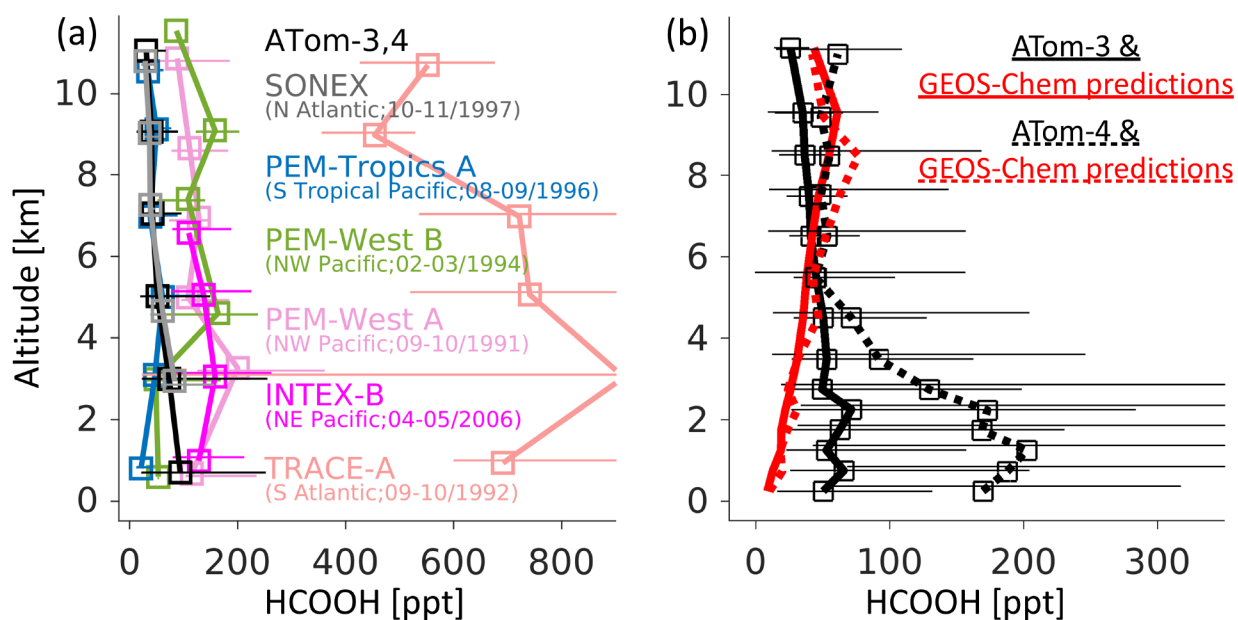 (a)
ATom-3,4
SONEX
(N Atlantic;10-11/1997)
PEM-Tropics A
(S Tropical Pacific;08-09/1996)
PEM-West B
(NW Pacific;02-03/1994)
PEM-West A
(NW Pacific;09-10/1991)
INTEX-B
(NE Pacific;04-05/2006)
TRACE-A
(S Atlantic;09-10/1992)
Altitude [km]
10
8
6
4
2
0
0 200 400 600 800
HCOOH [ppt]
(b)
ATom-3 &
GEOS-Chem predictions
ATom-4 &
GEOS-Chem predictions
10
8
6
4
2
0
0 100 200 300
HCOOH [ppt]